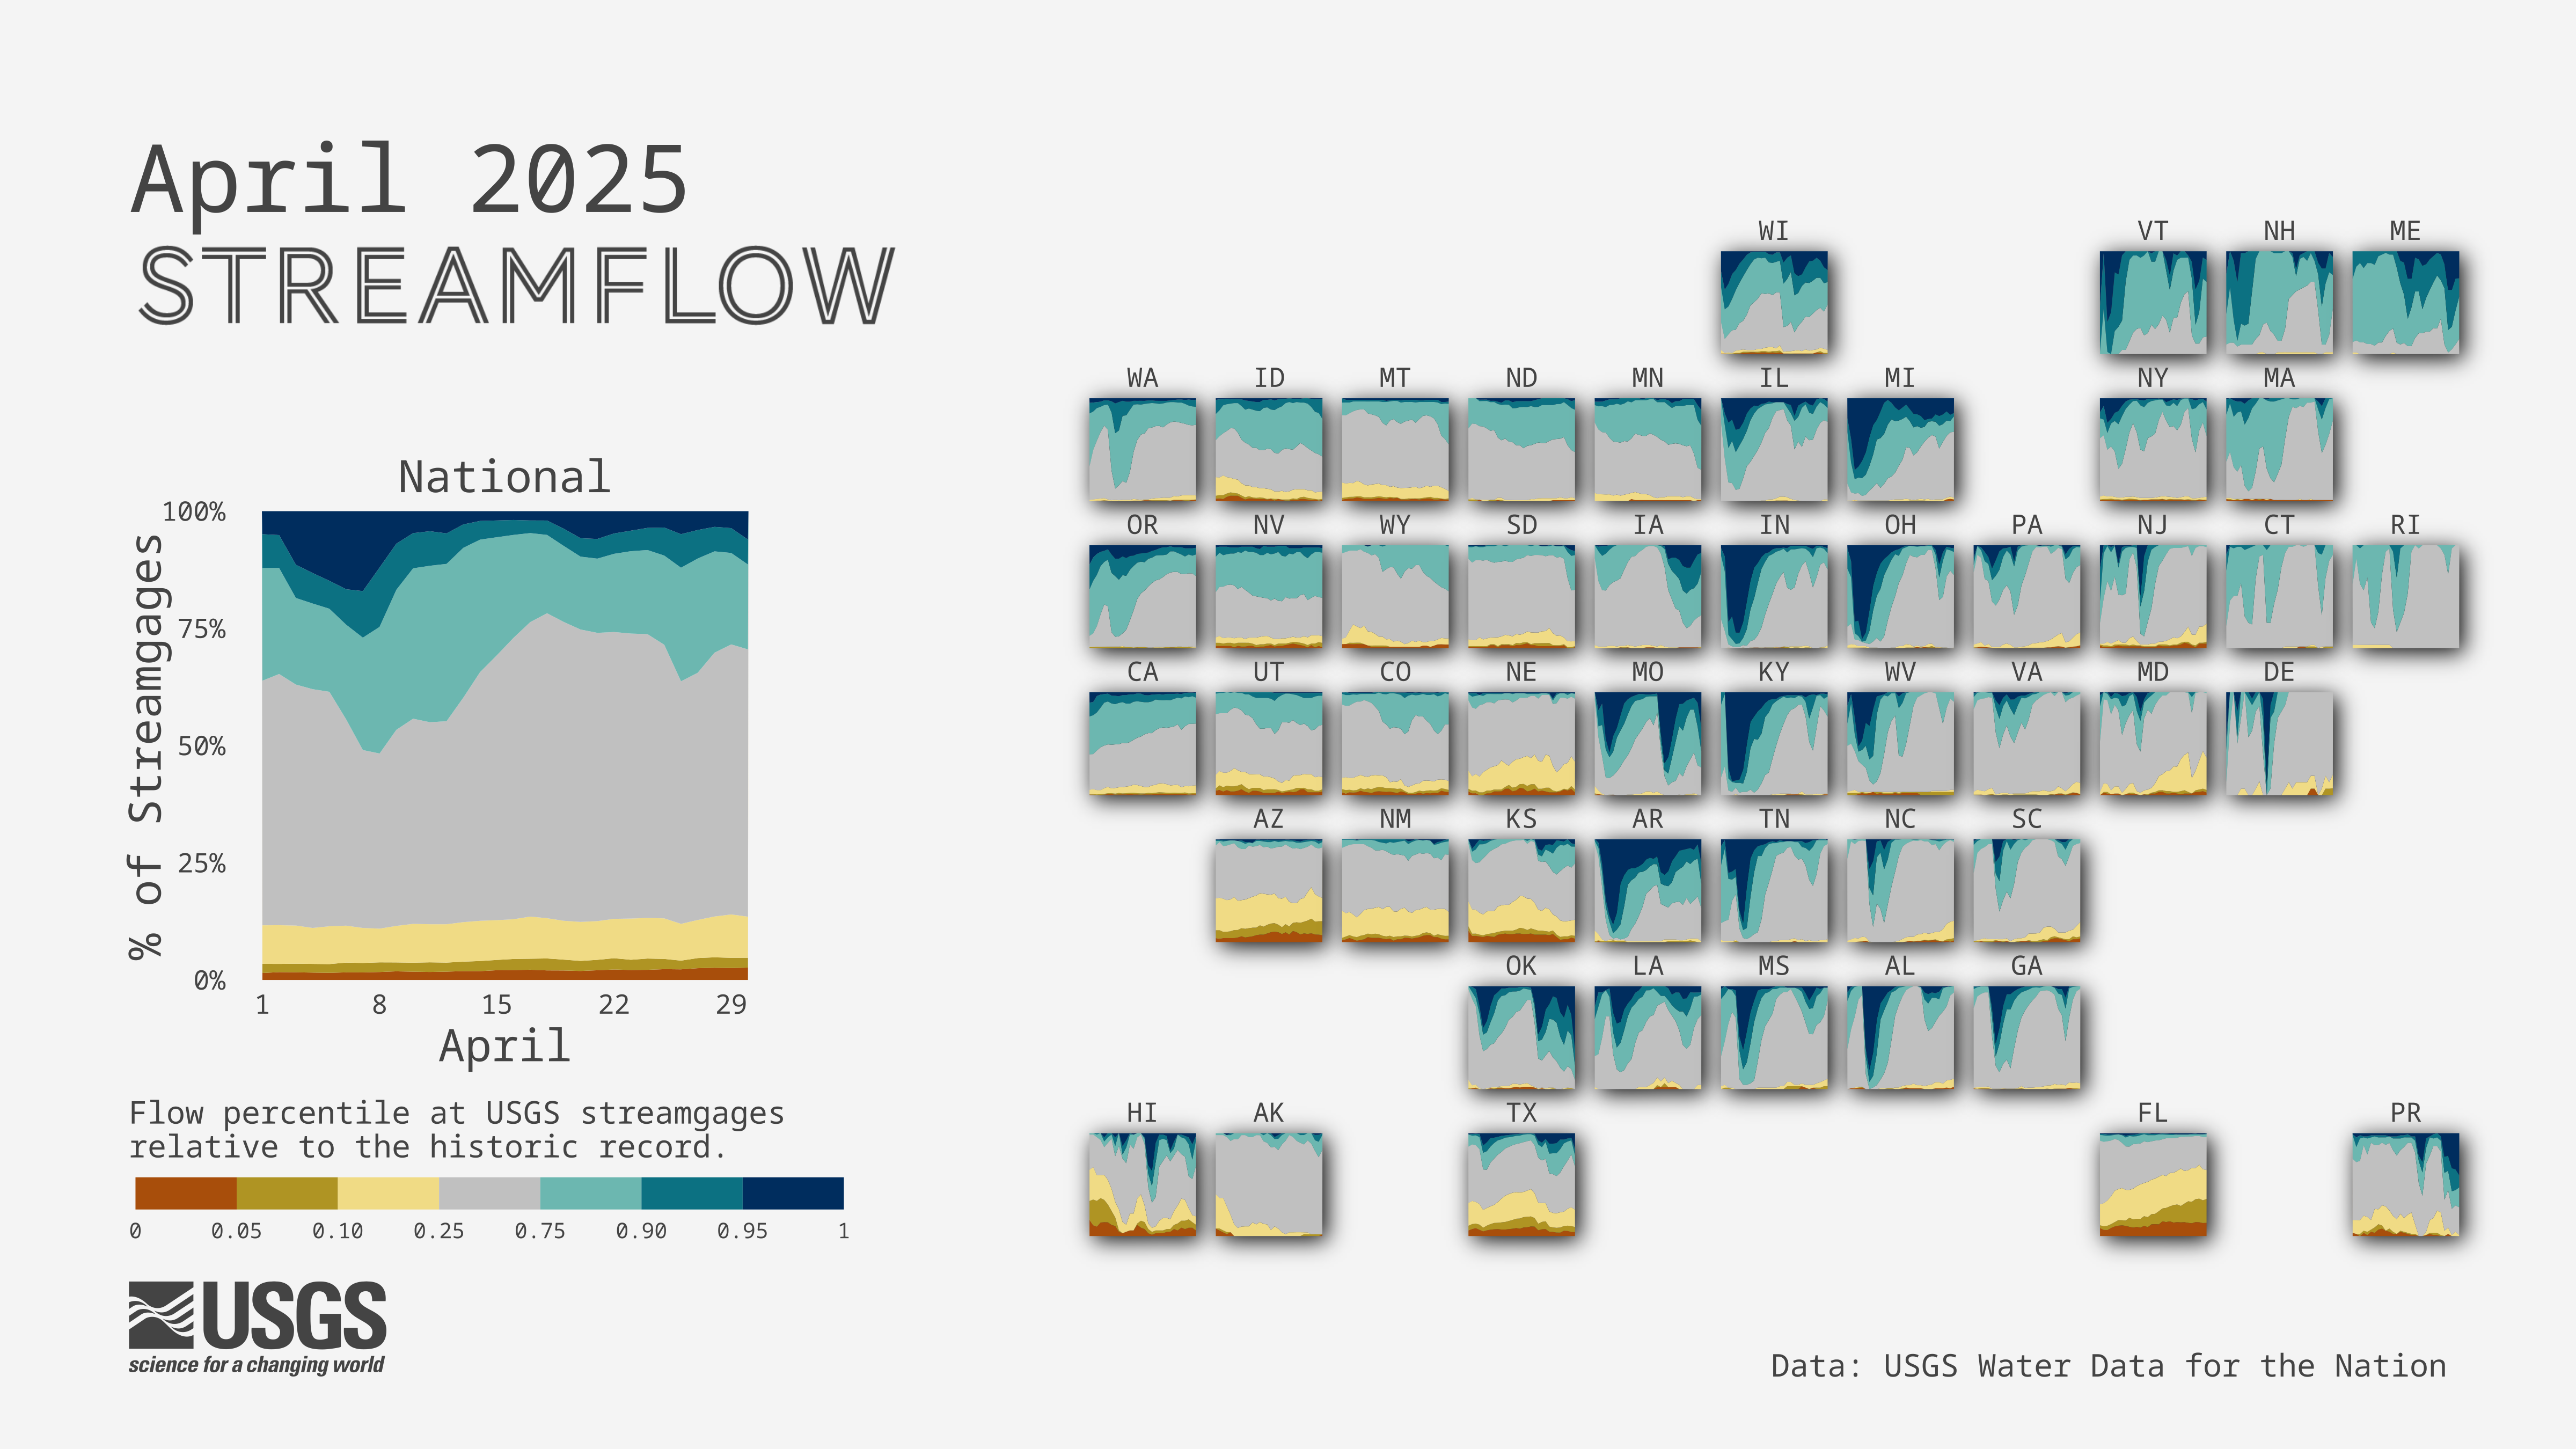 April 2025
STREAMFLOW
National
% of Streamgages
100%
75%
50%
25%
0%
1 8 15 22 29
April
Flow percentile at USGS streamgages
relative to the historic record.
0 0.05 0.10 0.25 0.75 0.90 0.95 1
USGS
science for a changing world
WI VT NH ME
WA ID MT ND MN IL MI NY MA
OR NV WY SD IA IN OH PA NJ CT RI
CA UT CO NE MO KY WV VA MD DE
AZ NM KS AR TN NC SC
OK LA MS AL GA
HI AK TX FL PR
Data: USGS Water Data for the Nation